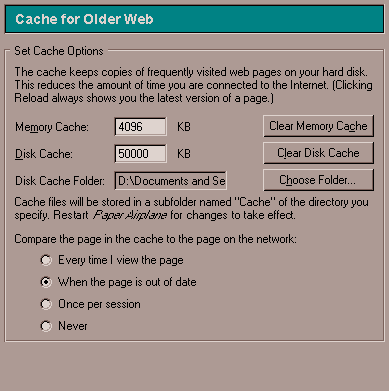 Cache for Older Web
Set Cache Options
The cache keeps copies of frequently visited web pages on your hard disk.
This reduces the amount of time you are connected to the Internet. (Clicking
Reload always shows you the latest version of a page.)
Memory Cache: 4096 KB Clear Memory Cache
Disk Cache: 50000 KB Clear Disk Cache
Disk Cache Folder: D:\Documents and Se Choose Folder...
Cache files will be stored in a subfolder named "Cache" of the directory you
specify. Restart Paper Airplane for changes to take effect.
Compare the page in the cache to the page on the network:
Every time I view the page
When the page is out of date
Once per session
Never